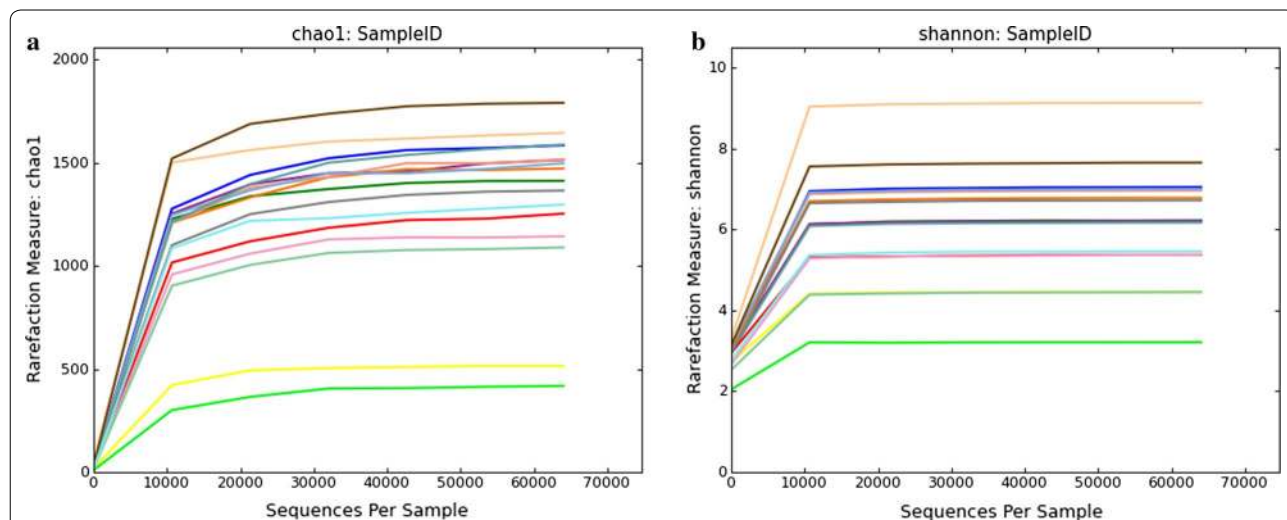 a
chao1: SampleID
Rarefaction Measure: chao1
2000
1500
1000
500
0
0 10000 20000 30000 40000 50000 60000 70000
Sequences Per Sample
b
shannon: SampleID
Rarefaction Measure: shannon
10
8
6
4
2
0
0 10000 20000 30000 40000 50000 60000 70000
Sequences Per Sample